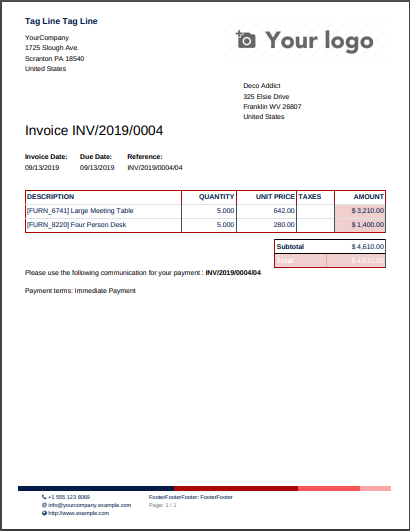 Tag Line Tag Line
YourCompany
1725 Slough Ave.
Scranton PA 18540
United States
Your logo
Deco Addict
325 Elsie Drive
Franklin WV 26807
United States
Invoice INV/2019/0004
Invoice Date: Due Date: Reference:
09/13/2019 09/13/2019 INV/2019/0004/04
DESCRIPTION QUANTITY UNIT PRICE TAXES AMOUNT
[FURN_6741] Large Meeting Table 5.000 642.00 $ 3,210.00
[FURN_8220] Four Person Desk 5.000 280.00 $ 1,400.00
Subtotal $ 4,610.00
Total $ 4,610.00
Please use the following communication for your payment : INV/2019/0004/04
Payment terms: Immediate Payment
+1 555 123 8069 FooterFooterFooter: FooterFooter
info@yourcompany.example.com Page: 1 / 1
http://www.example.com